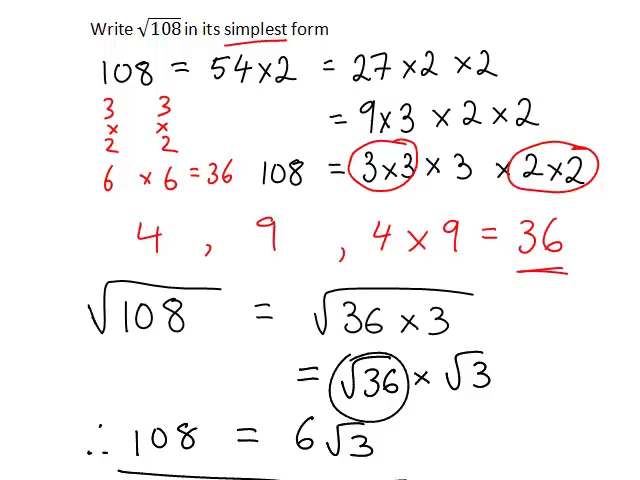 Write √108 in its simplest form
108 = 54×2 = 27×2×2
= 9×3 ×2×2
3 3
× ×
2 2
6 × 6 = 36 108 = 3×3 × 3 × 2×2
4 , 9 , 4 × 9 = 36
√108 = √36 × 3
= √36 × √3
∴ 108 = 6√3